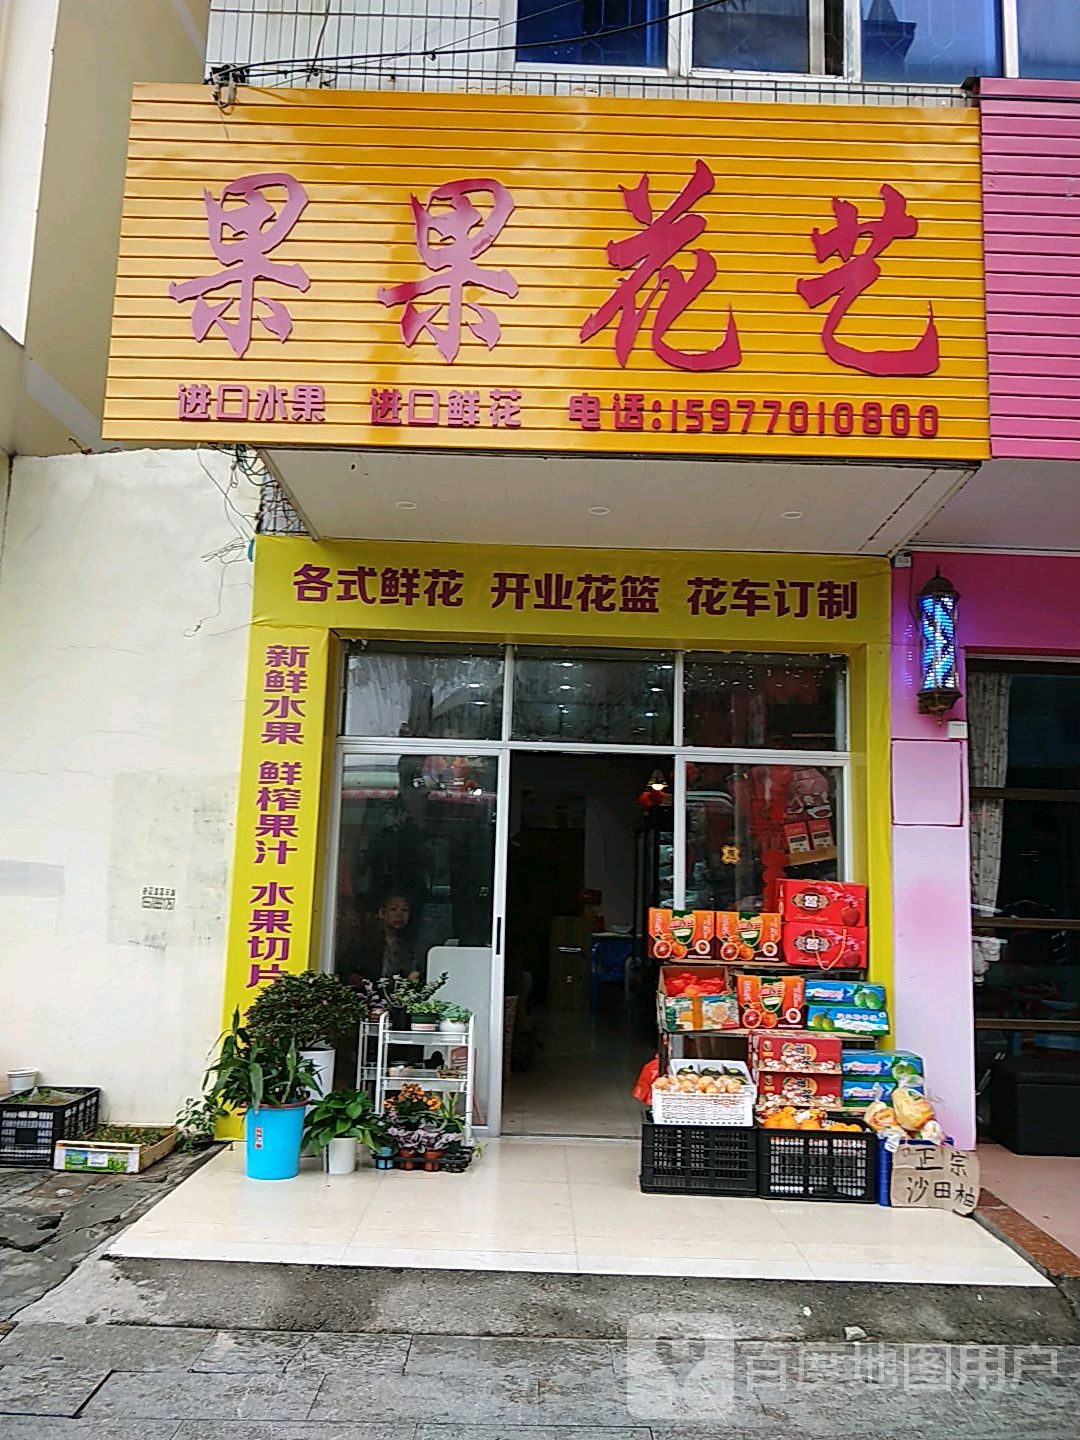 果果花艺
进口水果 进口鲜花 电话:15977010800
各式鲜花 开业花篮 花车订制
新鲜水果 鲜榨果汁 水果切片
正宗
沙田柚
百度地图用户